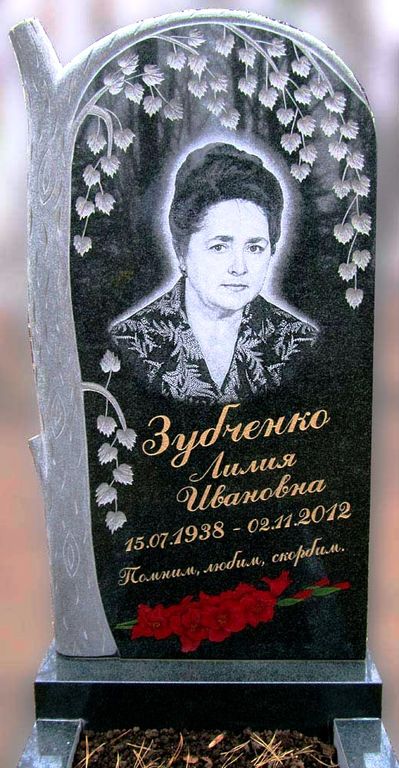 Зубченко
Лилия
Ивановна
15.07.1938 - 02.11.2012
Помним, любим, скорбим.